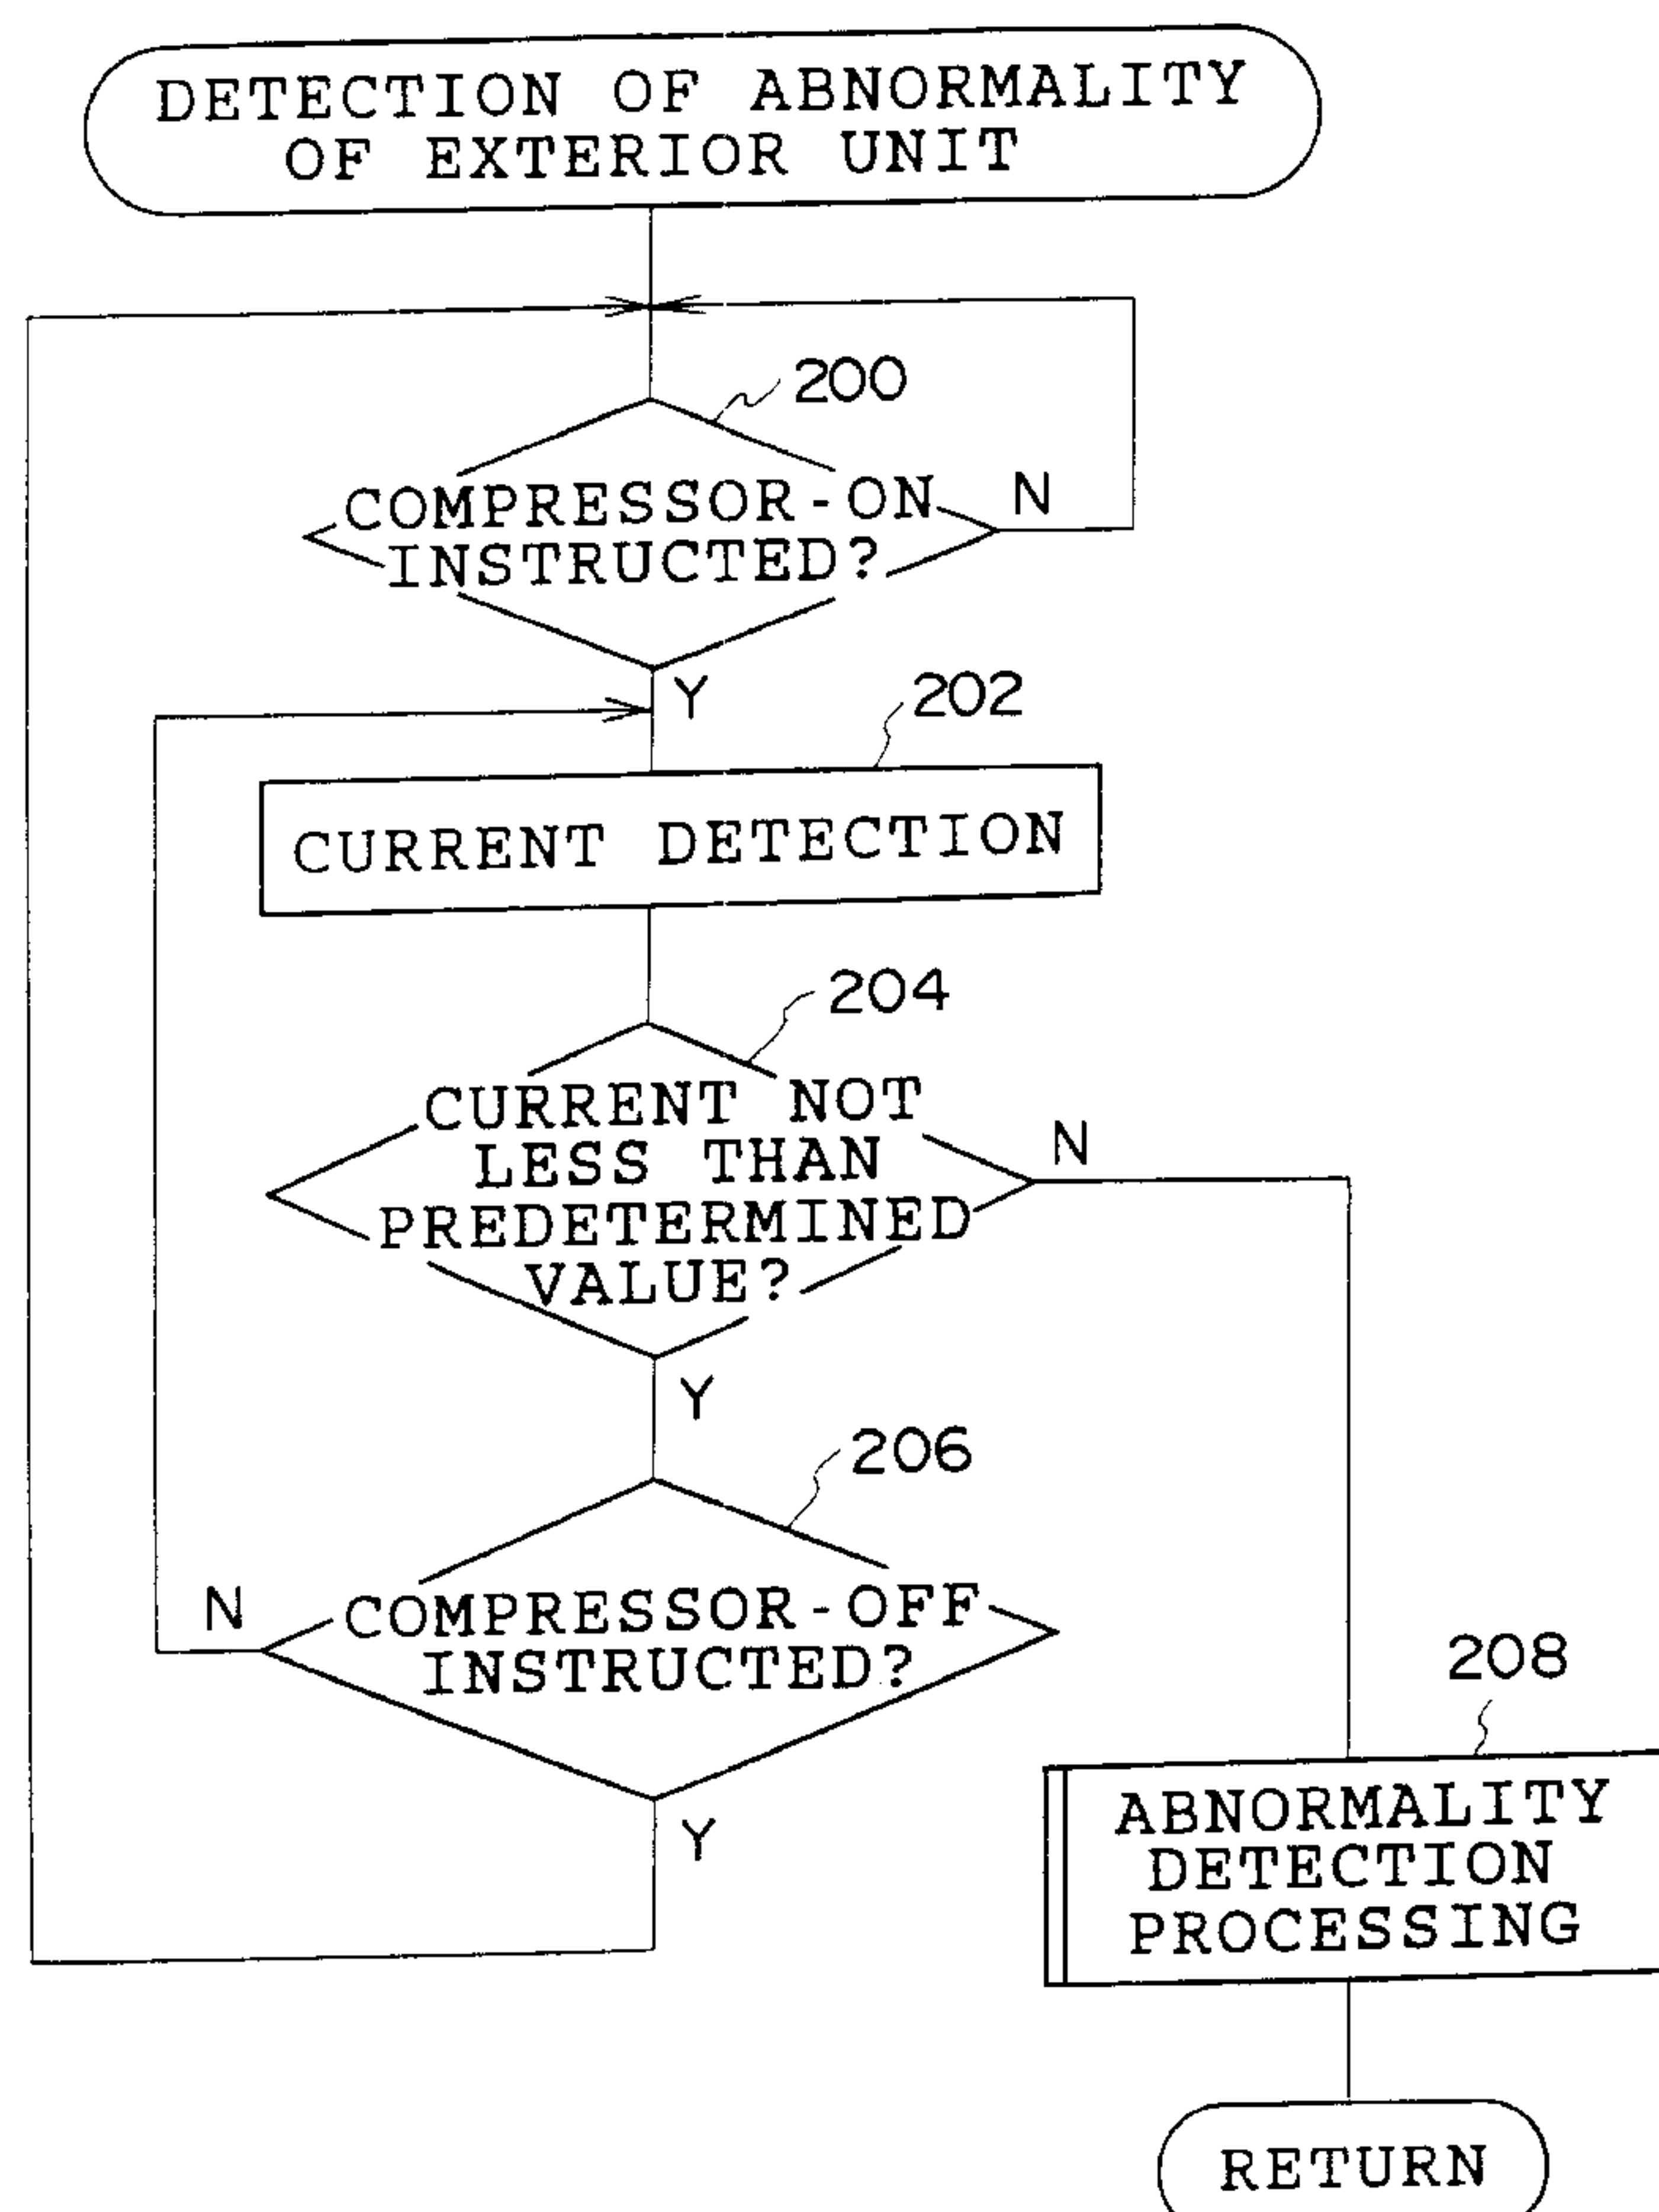 DETECTION OF ABNORMALITY
OF EXTERIOR UNIT
200
COMPRESSOR-ON
INSTRUCTED?
N
Y
202
CURRENT DETECTION
204
CURRENT NOT
LESS THAN
PREDETERMINED
VALUE?
N
Y
206
COMPRESSOR-OFF
INSTRUCTED?
N
Y
208
ABNORMALITY
DETECTION
PROCESSING
RETURN